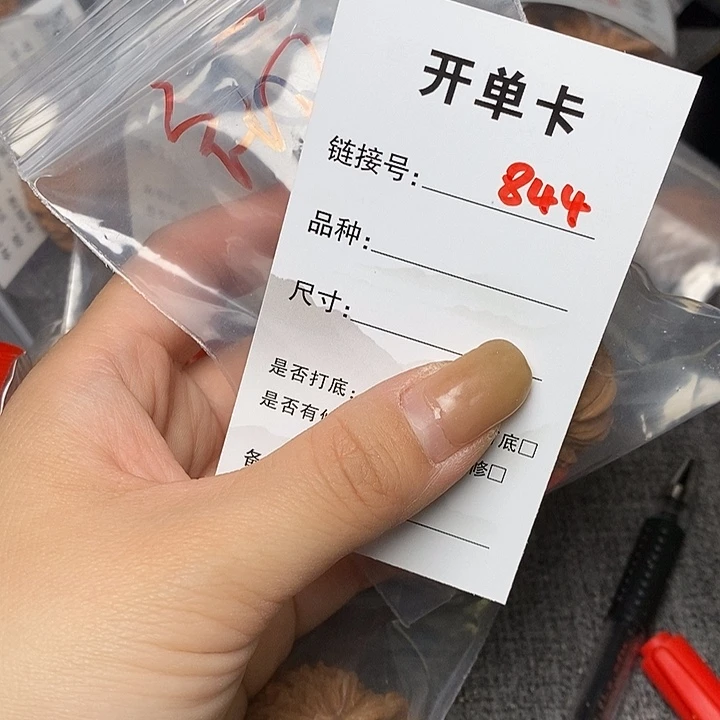 开单卡
链接号: 844
品种:
尺寸:
是否打底: 底□
是否有修□
备